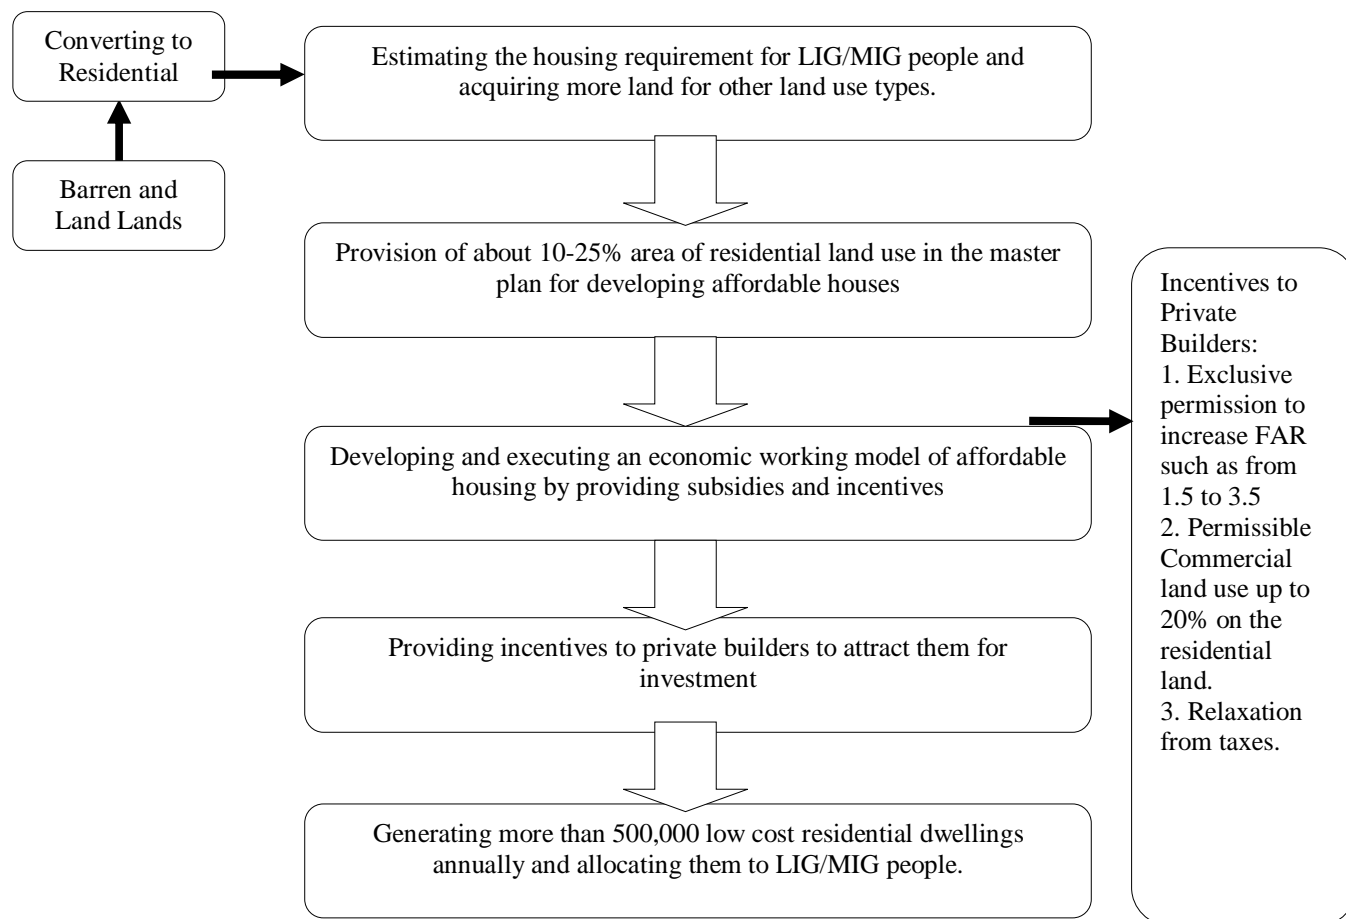 Converting to
Residential
Estimating the housing requirement for LIG/MIG people and
acquiring more land for other land use types.
Barren and
Land Lands
Provision of about 10-25% area of residential land use in the master
plan for developing affordable houses
Incentives to
Private
Builders:
1. Exclusive
permission to
increase FAR
such as from
1.5 to 3.5
2. Permissible
Commercial
land use up to
20% on the
residential
land.
3. Relaxation
from taxes.
Developing and executing an economic working model of affordable
housing by providing subsidies and incentives
Providing incentives to private builders to attract them for
investment
Generating more than 500,000 low cost residential dwellings
annually and allocating them to LIG/MIG people.